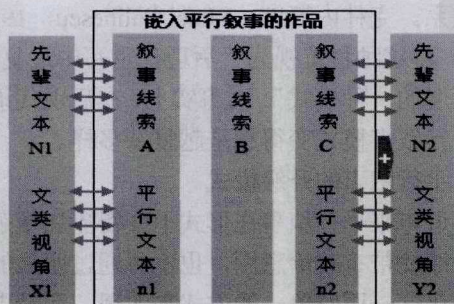 嵌入平行叙事的作品
先辈文本N1
叙事线索A
叙事线索B
叙事线索C
先辈文本N2
+
文类视角X1
平行文本n1
平行文本n2
文类视角Y2